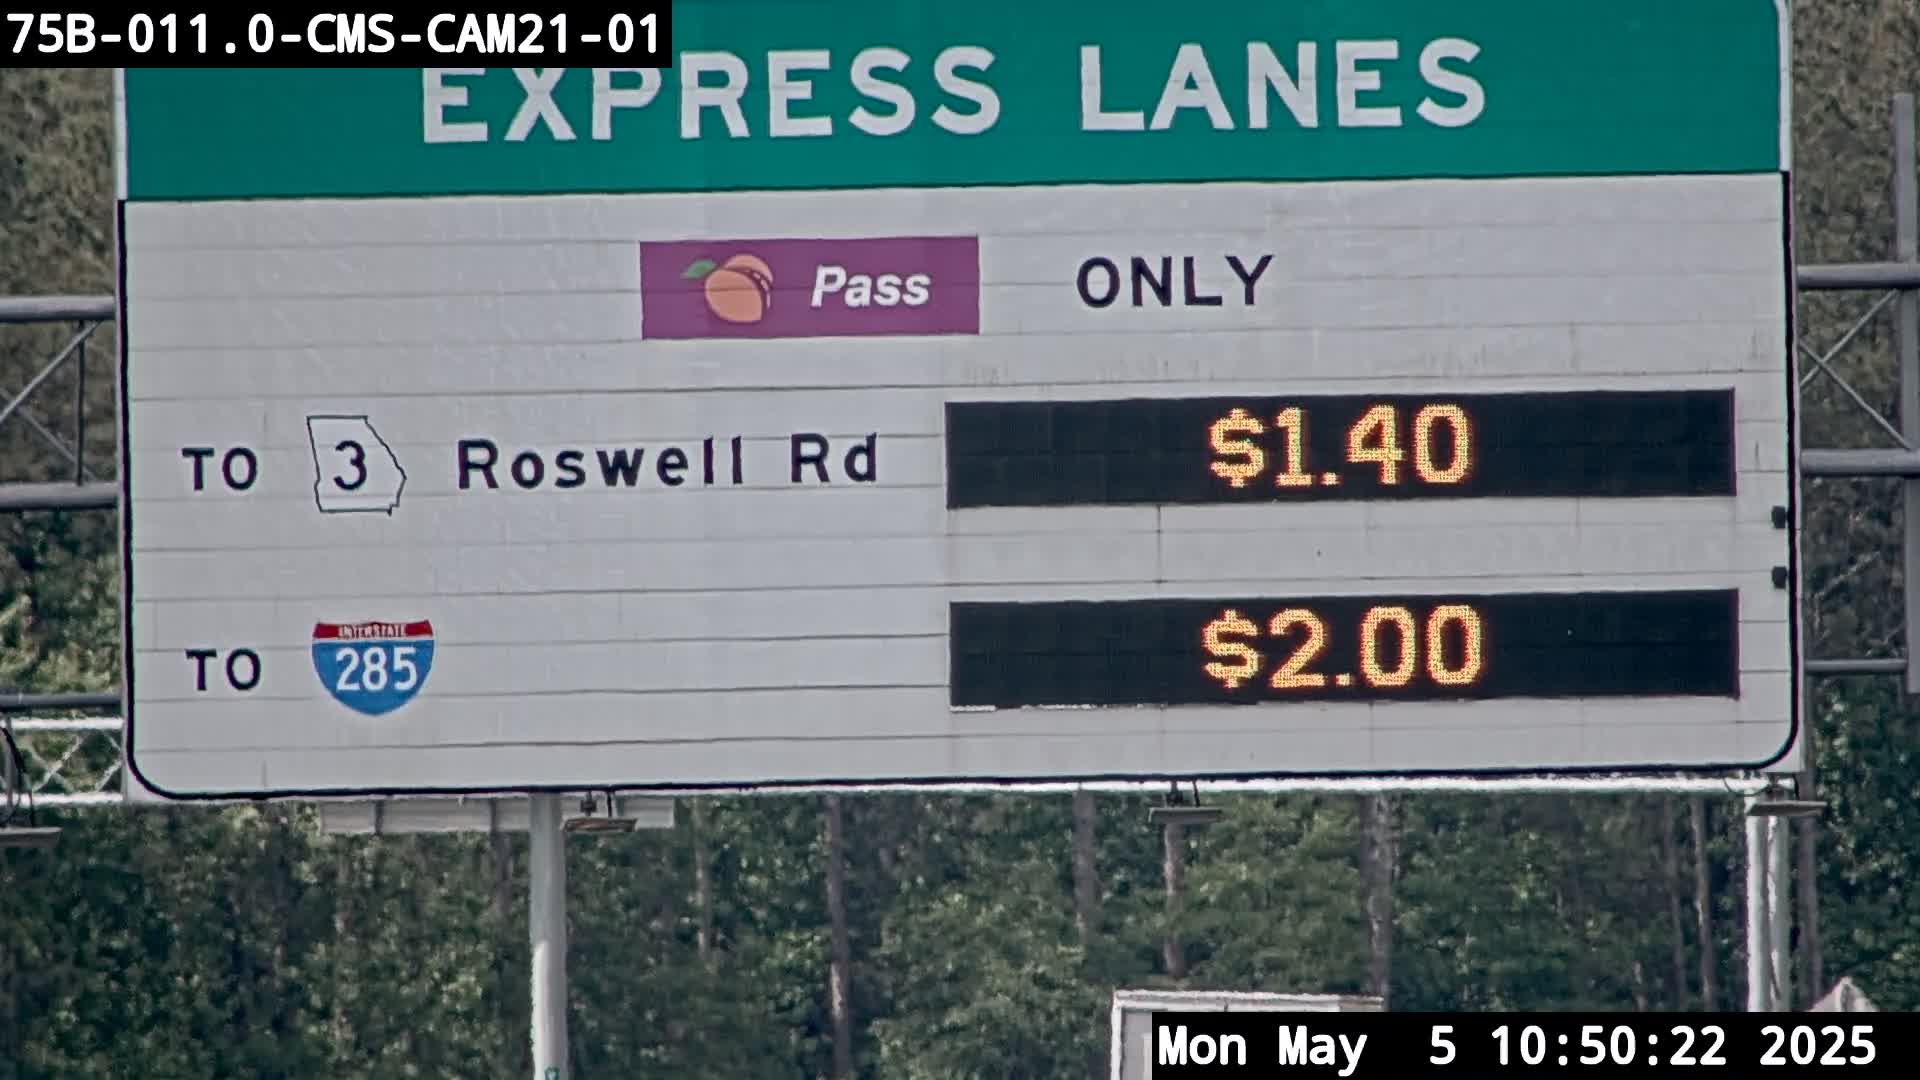 75B-011.0-CMS-CAM21-01
EXPRESS LANES
Pass ONLY
TO 3 Roswell Rd $1.40
INTERSTATE
TO 285 $2.00
Mon May 5 10:50:22 2025